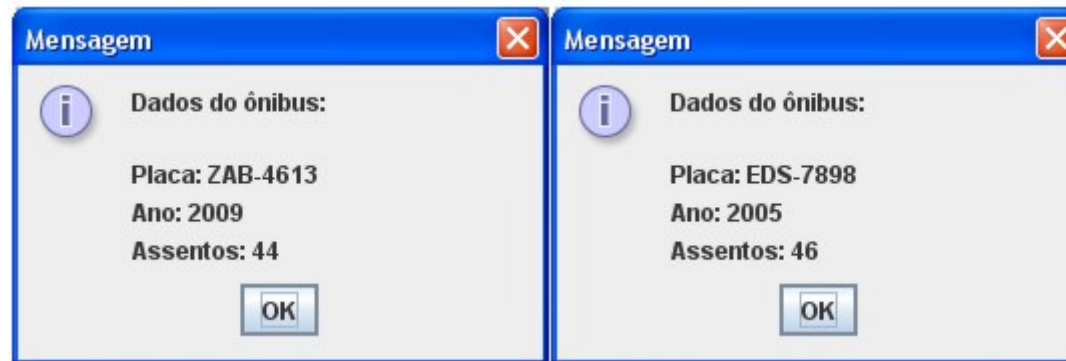 Mensagem
Dados do ônibus:
Placa: ZAB-4613
Ano: 2009
Assentos: 44
OK
Mensagem
Dados do ônibus:
Placa: EDS-7898
Ano: 2005
Assentos: 46
OK